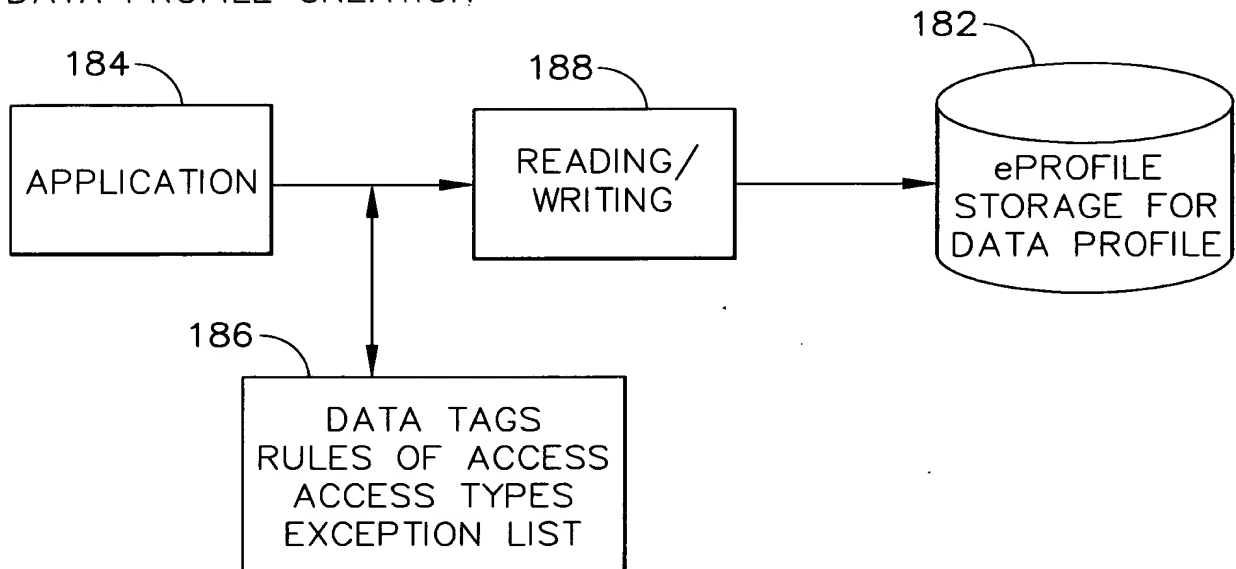 DATA PROFILE CREATION
182
184
188
APPLICATION
READING/
WRITING
ePROFILE
STORAGE FOR
DATA PROFILE
186
DATA TAGS
RULES OF ACCESS
ACCESS TYPES
EXCEPTION LIST